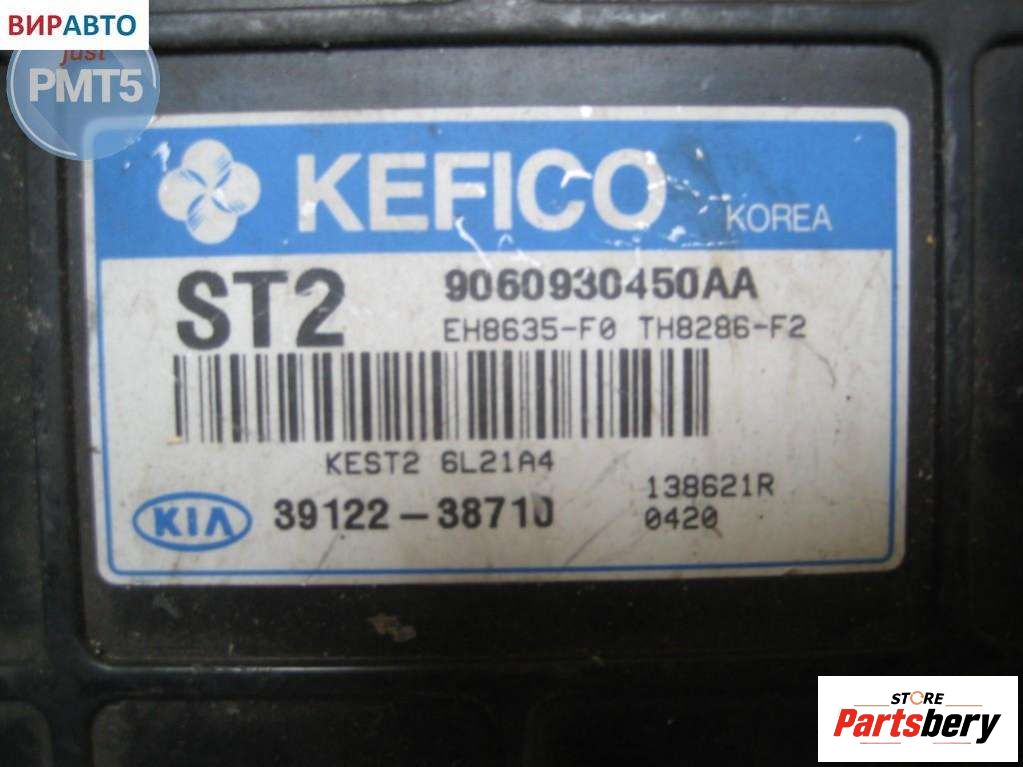 ВИРАВТО
just
PMT5
KEFICO KOREA
ST2 9060930450AA
EH8635-F0 TH8286-F2
KEST2 6L21A4
KIA 39122-38710 138621R
0420
STORE
Partsbery